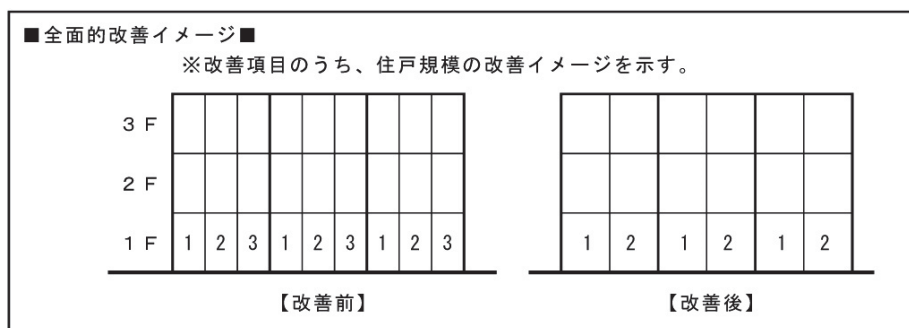 ■全面的改善イメージ■
※改善項目のうち、住戸規模の改善イメージを示す。
3F
2F
1F 1 2 3 1 2 3 1 2 3 1 2 1 2 1 2
【改善前】 【改善後】